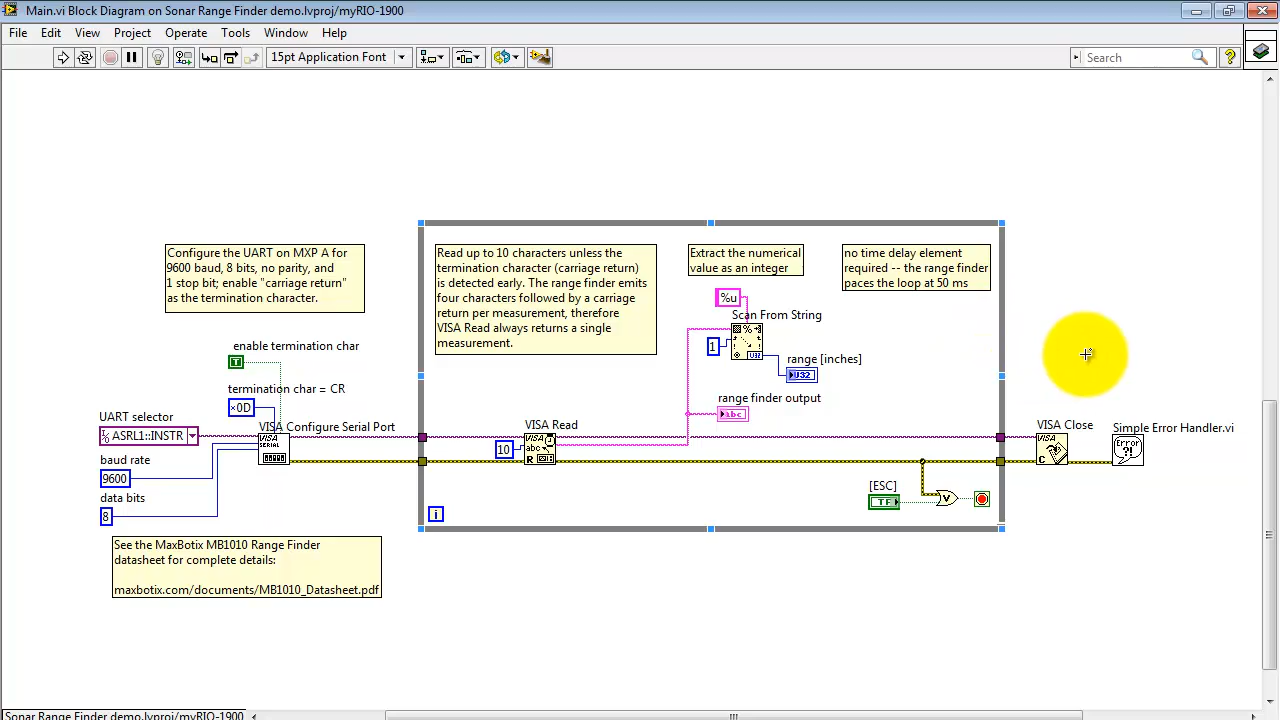 Main.vi Block Diagram on Sonar Range Finder demo.lvproj/myRIO-1900
File Edit View Project Operate Tools Window Help
15pt Application Font
Search
Configure the UART on MXP A for
9600 baud, 8 bits, no parity, and
1 stop bit; enable "carriage return"
as the termination character.
Read up to 10 characters unless the
termination character (carriage return)
is detected early. The range finder emits
four characters followed by a carriage
return per measurement, therefore
VISA Read always returns a single
measurement.
Extract the numerical
value as an integer
no time delay element
required -- the range finder
paces the loop at 50 ms
%u
Scan From String
1
U32
range [inches]
U32
range finder output
abc
enable termination char
T
termination char = CR
×0D
UART selector
ASRL1::INSTR
VISA Configure Serial Port
VISA
SERIAL
baud rate
9600
data bits
8
VISA Read
10
VISA
abc
R
[ESC]
TF
V
i
VISA Close
VISA
C
Simple Error Handler.vi
Error
?!
See the MaxBotix MB1010 Range Finder
datasheet for complete details:
maxbotix.com/documents/MB1010_Datasheet.pdf
Sonar Range Finder demo.lvproj/myRIO-1900